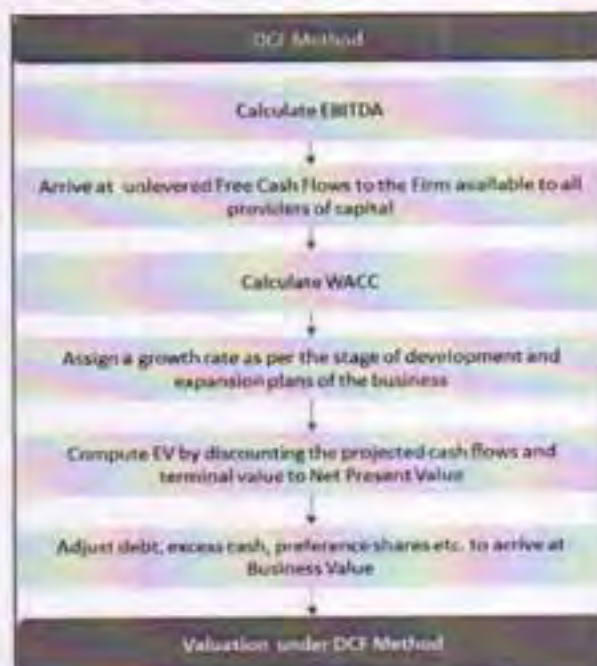 DCF Method
Calculate EBITDA
Arrive at unlevered Free Cash Flows to the Firm available to all
providers of capital
Calculate WACC
Assign a growth rate as per the stage of development and
expansion plans of the business
Compute EV by discounting the projected cash flows and
terminal value to Net Present Value
Adjust debt, excess cash, preference shares etc. to arrive at
Business Value
Valuation under DCF Method